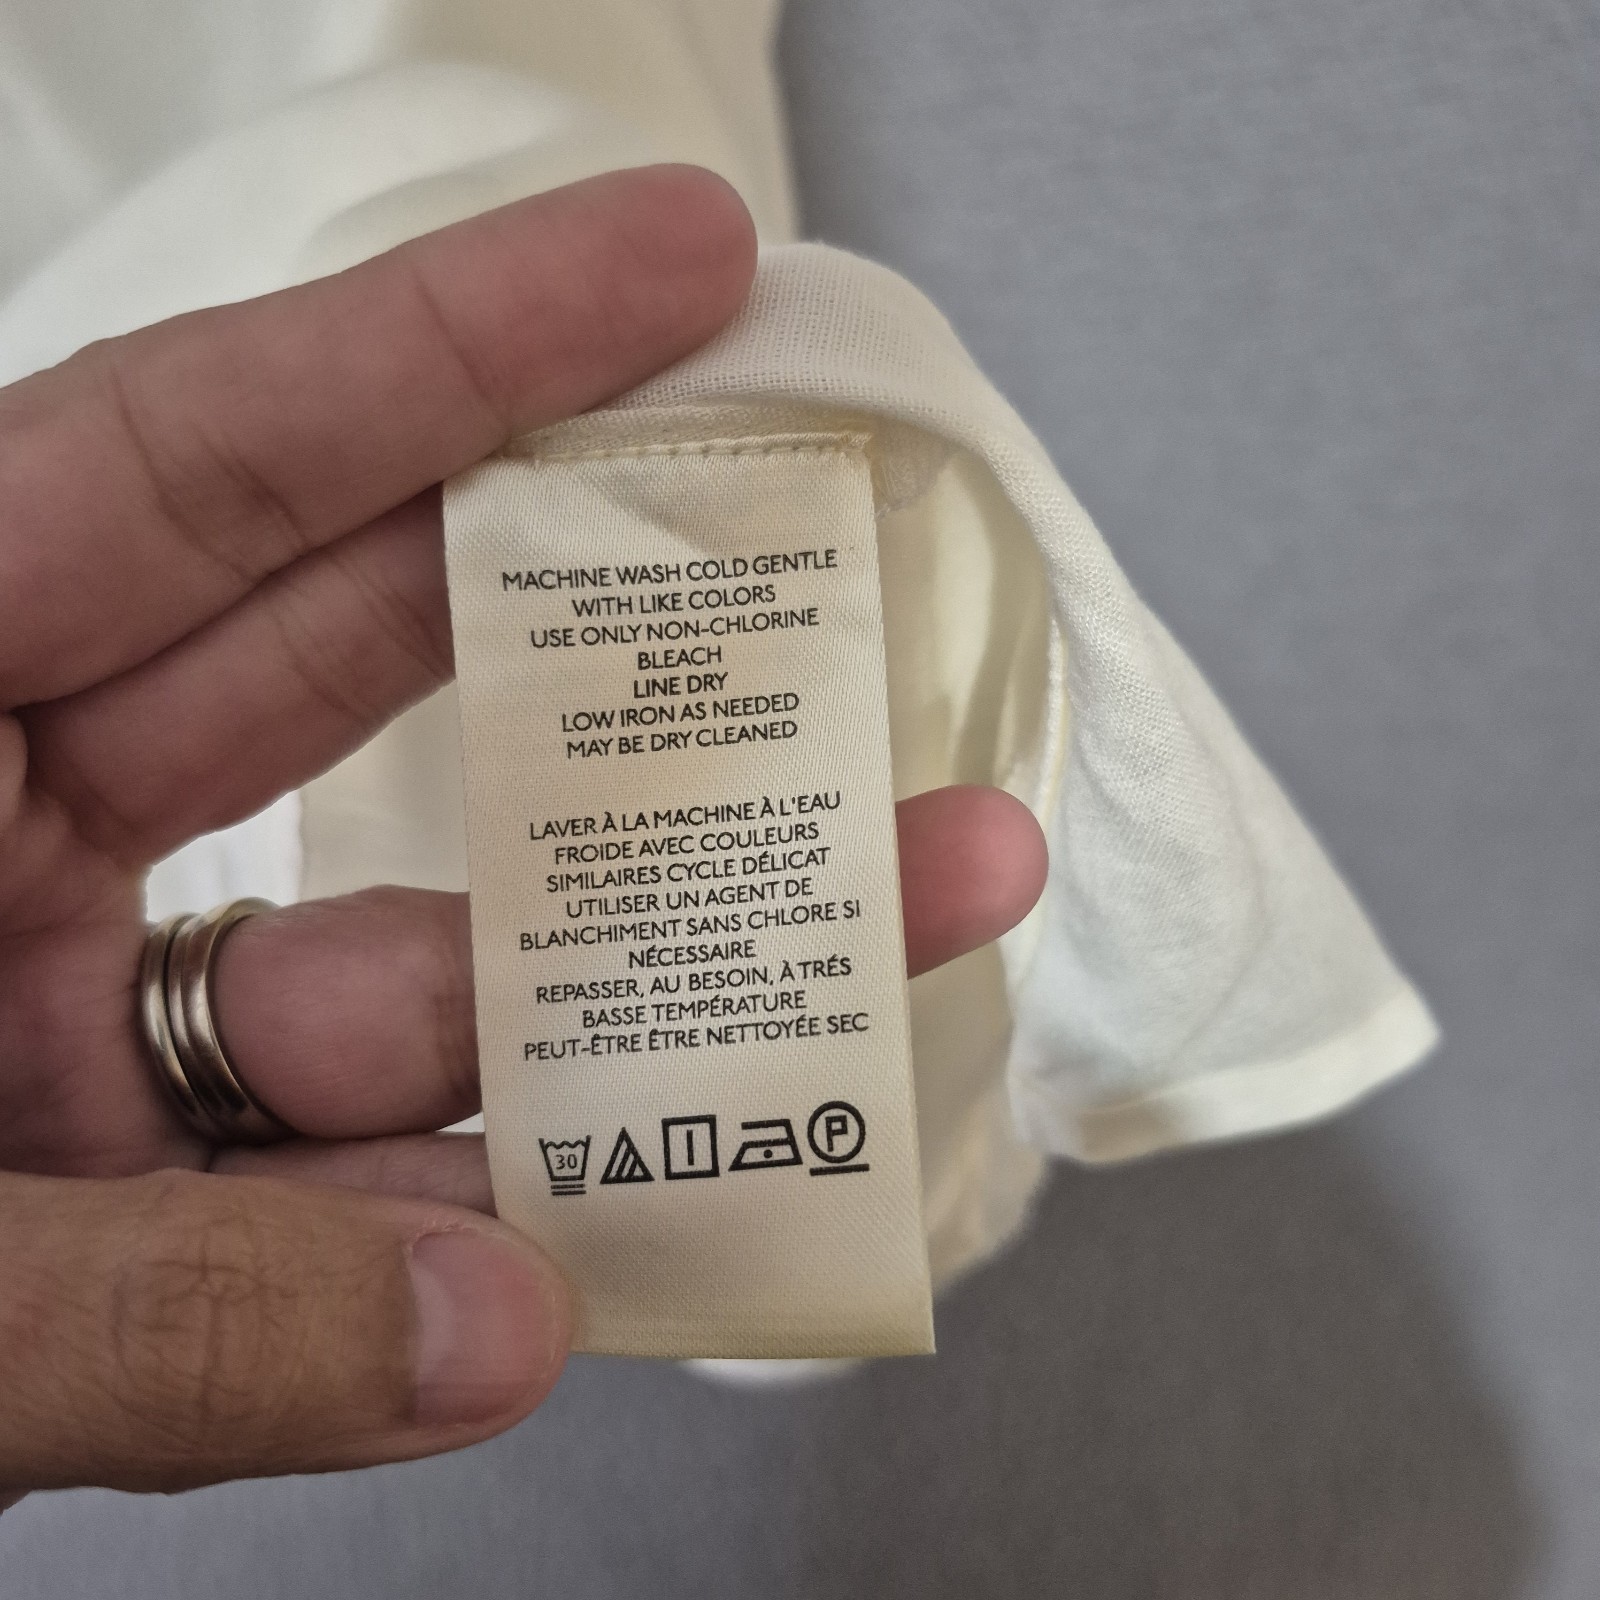 MACHINE WASH COLD GENTLE
WITH LIKE COLORS
USE ONLY NON-CHLORINE
BLEACH
LINE DRY
LOW IRON AS NEEDED
MAY BE DRY CLEANED
LAVER À LA MACHINE À L'EAU
FROIDE AVEC COULEURS
SIMILAIRES CYCLE DÉLICAT
UTILISER UN AGENT DE
BLANCHIMENT SANS CHLORE SI
NÉCESSAIRE
REPASSER, AU BESOIN, À TRÉS
BASSE TEMPÉRATURE
PEUT-ÊTRE ÊTRE NETTOYÉE SEC
30 P